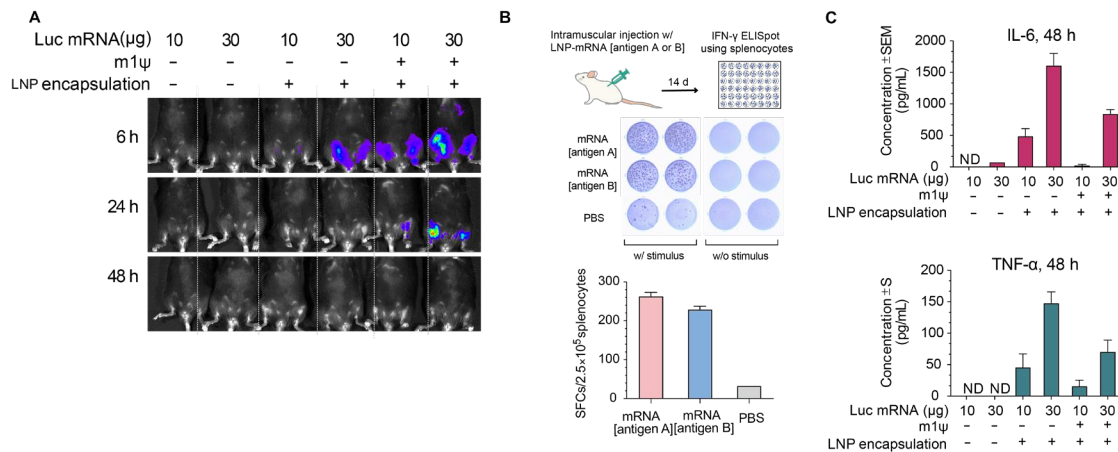 A
Luc mRNA(µg) 10 30 10 30 10 30
m1ψ – – – – + +
LNP encapsulation – – + + + +
6 h
24 h
48 h
B
Intramuscular injection w/
LNP-mRNA [antigen A or B]
14 d
IFN-γ ELISpot
using splenocytes
mRNA
[antigen A]
mRNA
[antigen B]
PBS
w/ stimulus w/o stimulus
SFCs/2.5×10⁵splenocytes
300
200
100
0
mRNA
[antigen A]
mRNA
[antigen B]
PBS
C
IL-6, 48 h
Concentration ±SEM
(pg/mL)
2000
1500
1000
500
0
ND
Luc mRNA (µg) 10 30 10 30 10 30
m1ψ – – – – + +
LNP encapsulation – – + + + +
TNF-α, 48 h
Concentration ±S
(pg/mL)
200
150
100
50
0
ND ND
Luc mRNA (µg) 10 30 10 30 10 30
m1ψ – – – – + +
LNP encapsulation – – + + + +